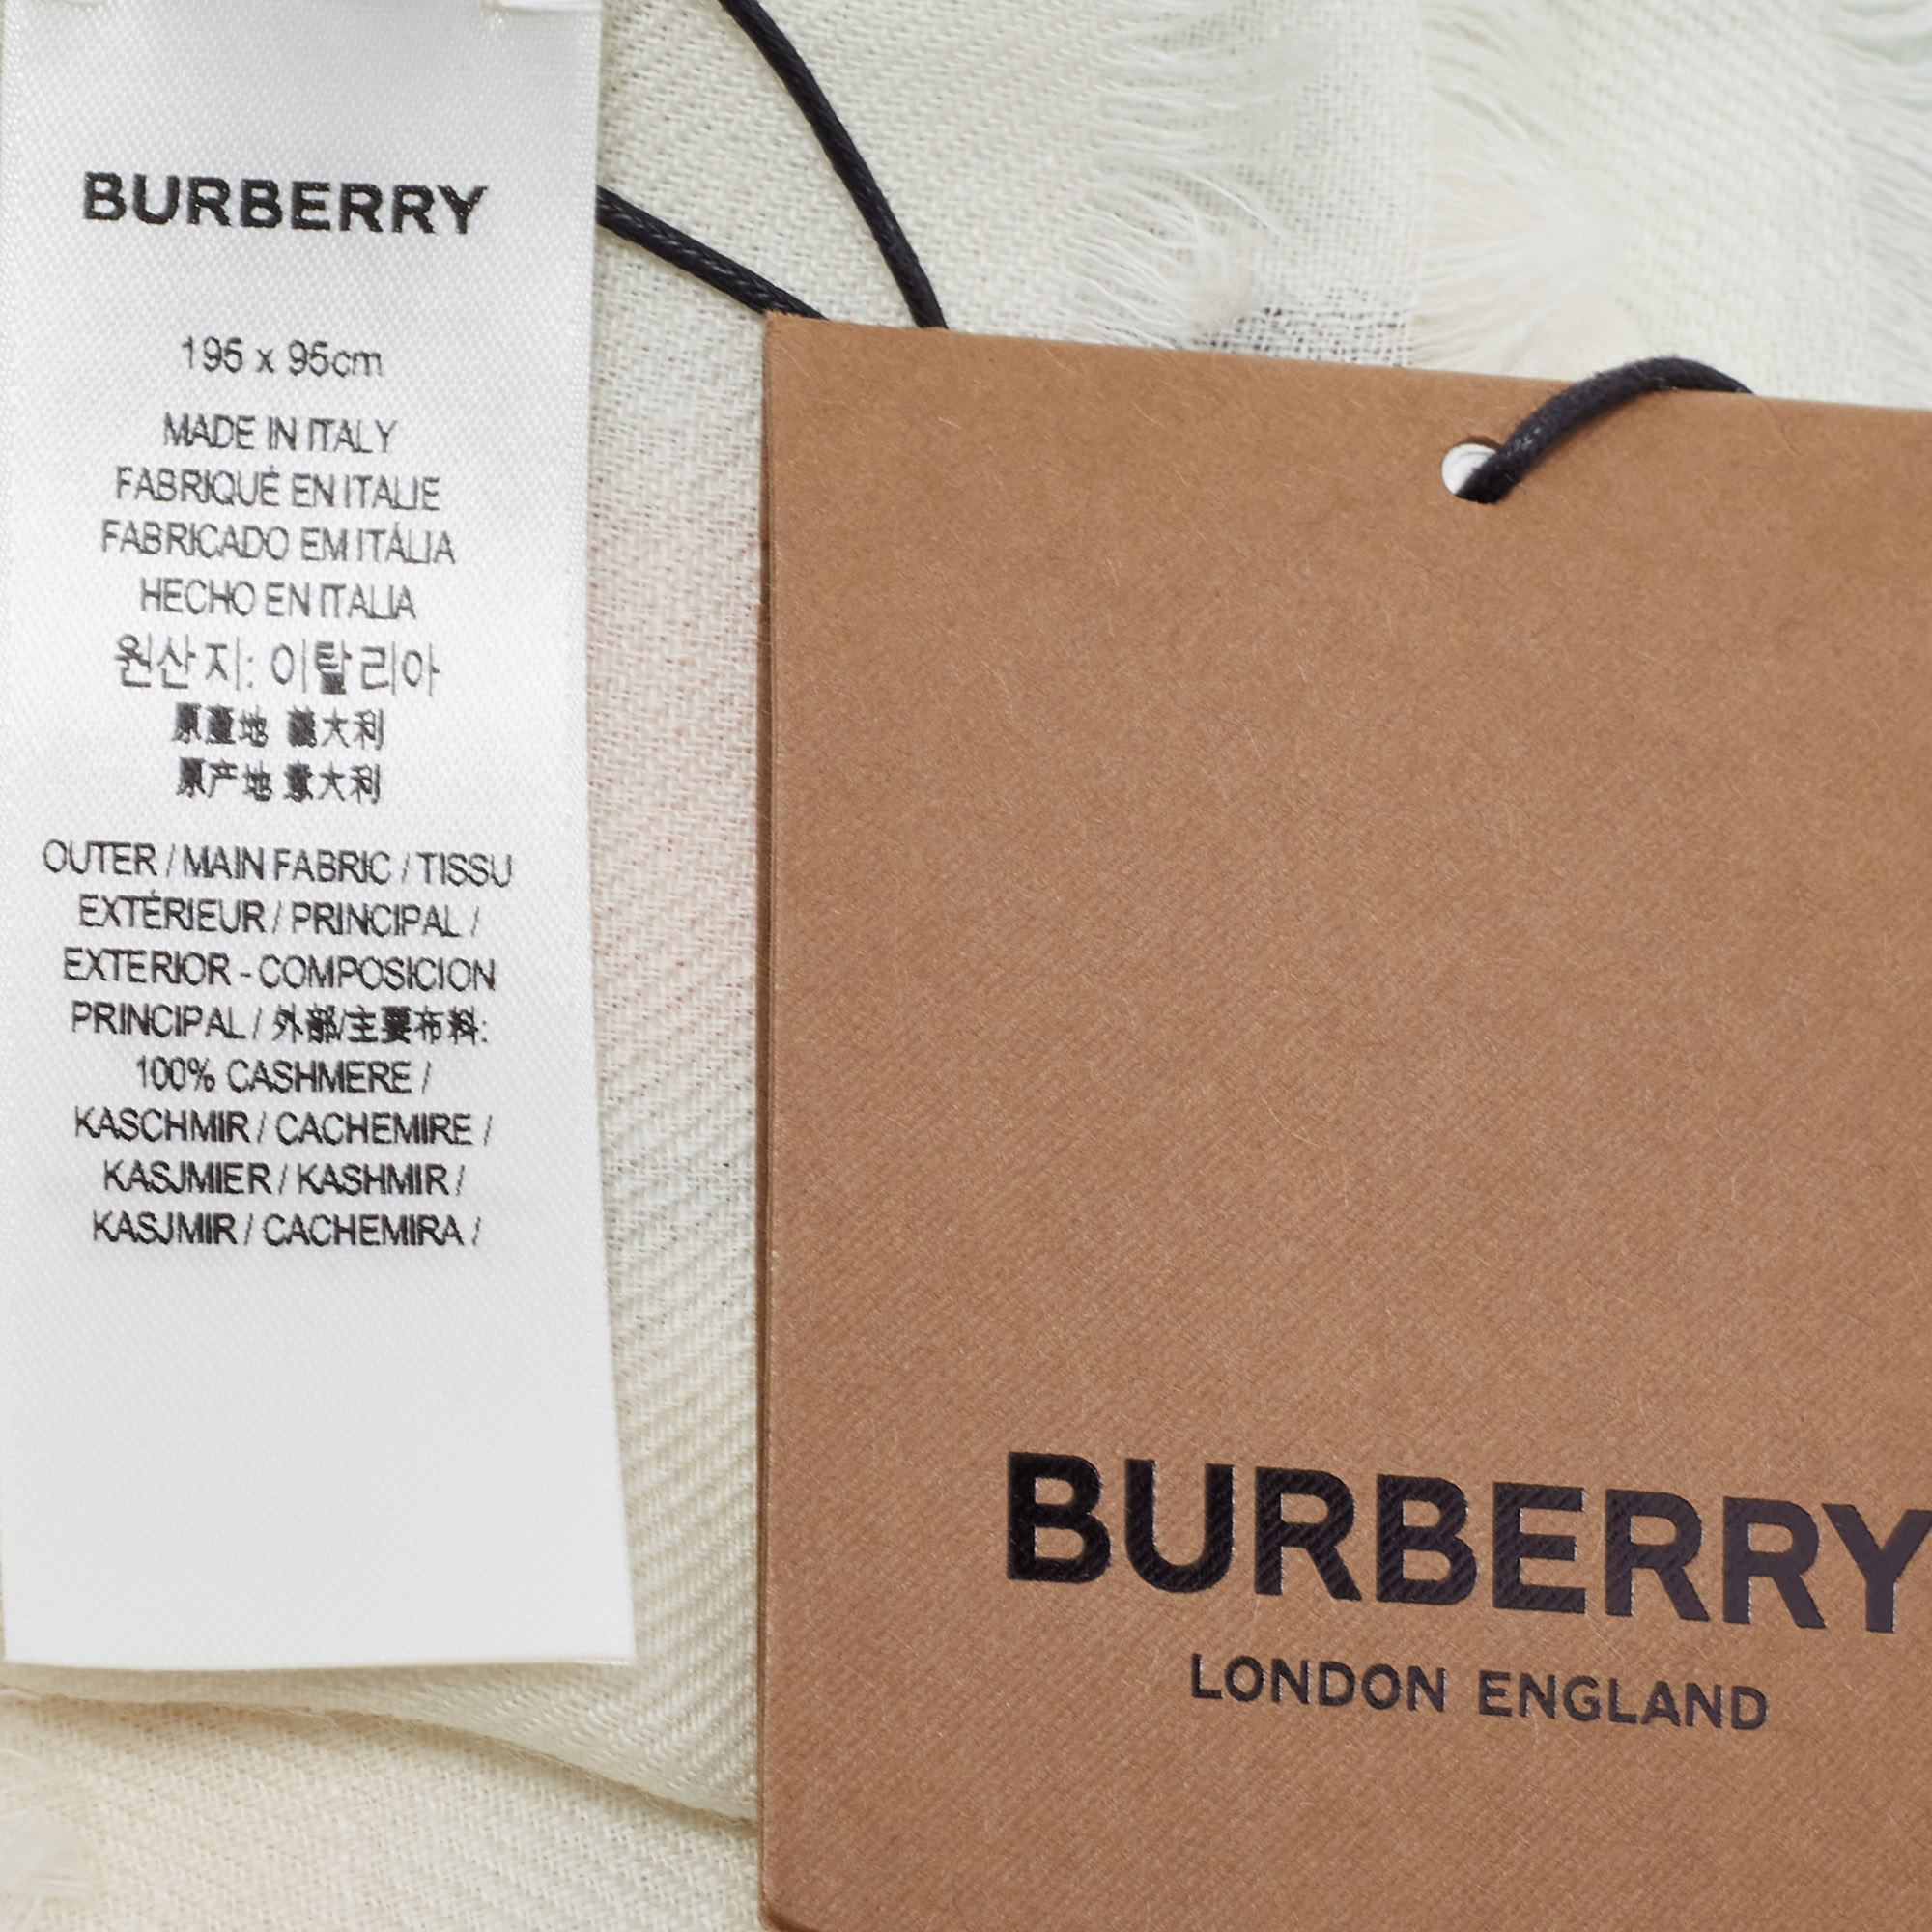 BURBERRY
195 x 95cm
MADE IN ITALY
FABRIQUÉ EN ITALIE
FABRICADO EM ITÁLIA
HECHO EN ITALIA
원산지: 이탈리아
原產地 義大利
原产地 意大利
OUTER / MAIN FABRIC / TISSU
EXTÉRIEUR / PRINCIPAL /
EXTERIOR - COMPOSICION
PRINCIPAL / 外部/主要布料:
100% CASHMERE /
KASCHMIR / CACHEMIRE /
KASJMIER / KASHMIR /
KASJMIR / CACHEMIRA /
BURBERRY
LONDON ENGLAND